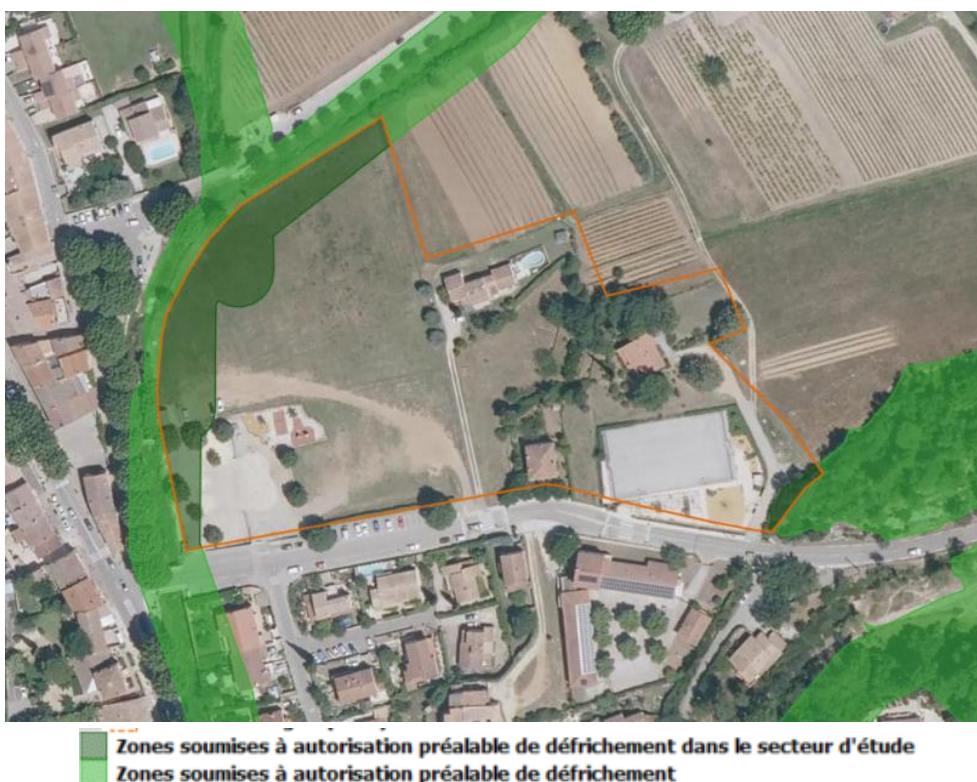 Zones soumises à autorisation préalable de défrichement dans le secteur d'étude
Zones soumises à autorisation préalable de défrichement